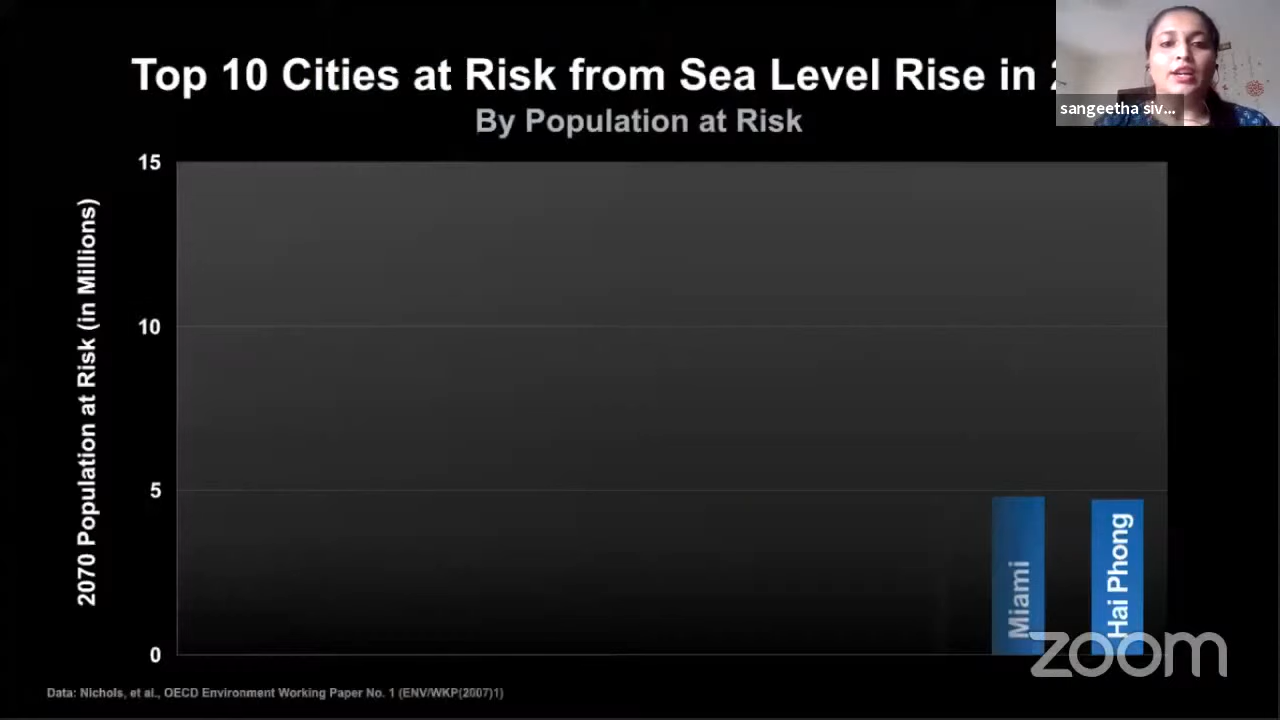 Top 10 Cities at Risk from Sea Level Rise in
By Population at Risk
sangeetha siv...
15
10
5
0
2070 Population at Risk (in Millions)
Miami
Hai Phong
zoom
Data: Nichols, et al., OECD Environment Working Paper No. 1 (ENV/WKP(2007)1)